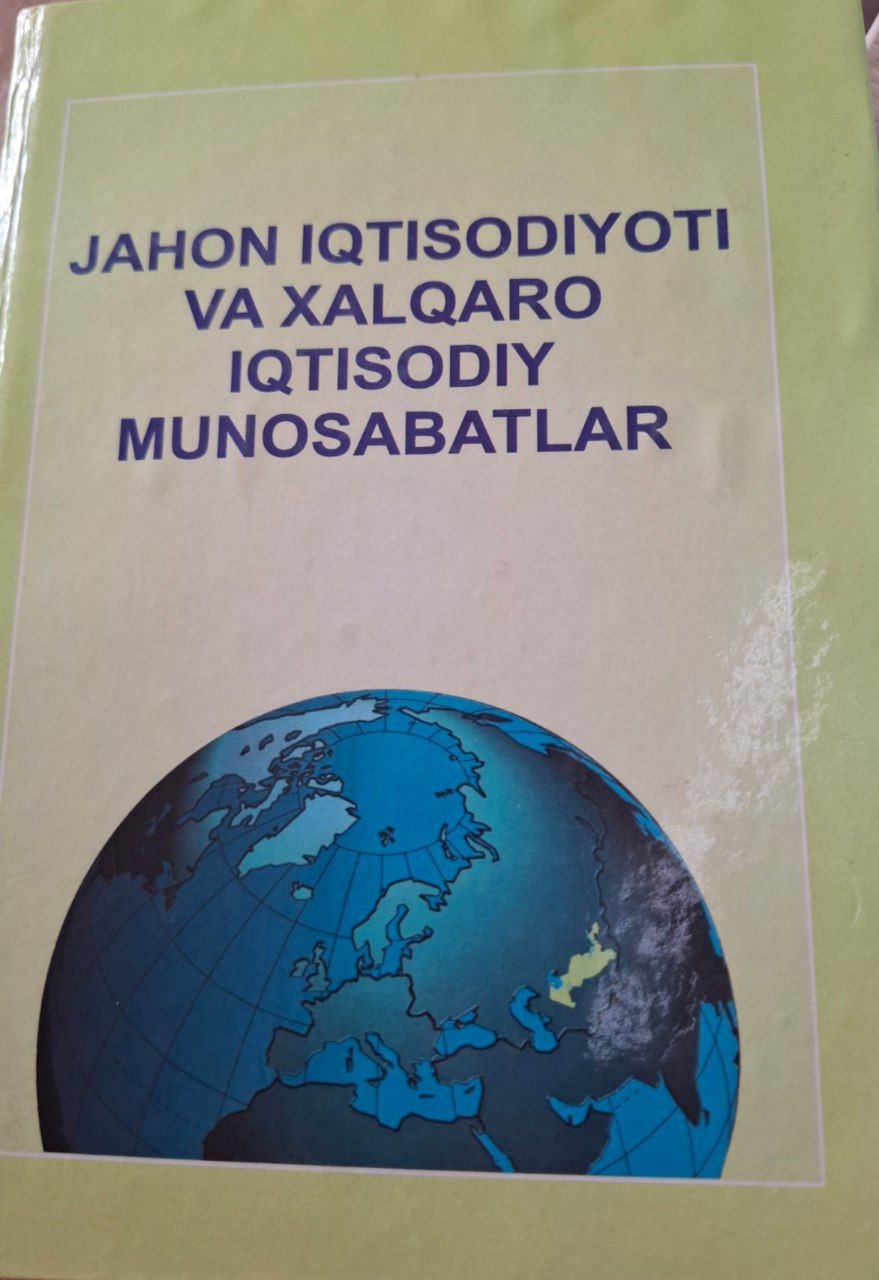 JAHON IQTISODIYOTI
VA XALQARO
IQTISODIY
MUNOSABATLAR